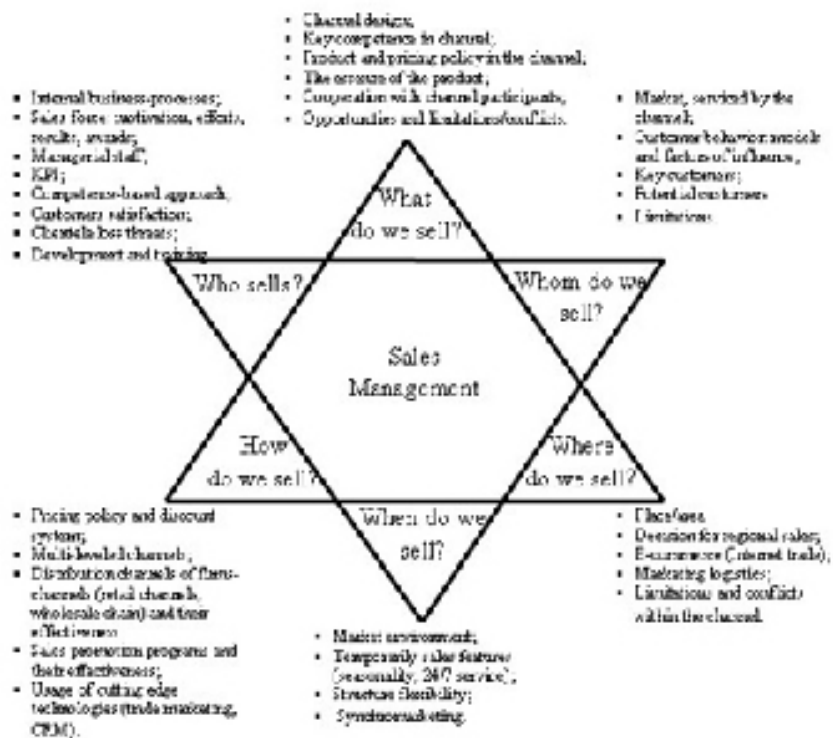 • Channel designs;
• Key competence in channel;
• Product and pricing policy in the channel;
• The essence of the product;
• Cooperation with channel participants;
• Opportunities and limitations/conflicts.
• Internal business-processes;
• Sales force: motivation, efforts,
results, awards;
• Managerial staff;
• KPI;
• Competence-based approach;
• Customers satisfaction;
• Clientele loss threats;
• Development and training
• Market, serviced by the
channel;
• Customer behavior models
and factors of influence;
• Key customers;
• Potential customers
• Limitations
What
do we sell?
Who sells?
Whom do we
sell?
Sales
Management
How
do we sell?
Where
do we sell?
When do we
sell?
• Pricing policy and discount
system;
• Multi-leveled channels;
• Distribution channels of
channels (retail channels,
wholesale chain) and their
effectiveness
• Sales promotion programs and
their effectiveness;
• Usage of cutting edge
technologies (trade marketing,
CRM).
• Market environment;
• Temporarily sales features
(seasonality, 24/7 service);
• Structure flexibility;
• Synchromarketing.
• Place/area
• Decision for regional sales;
• E-commerce (Internet trade);
• Marketing logistics;
• Limitations and conflicts
within the channel.